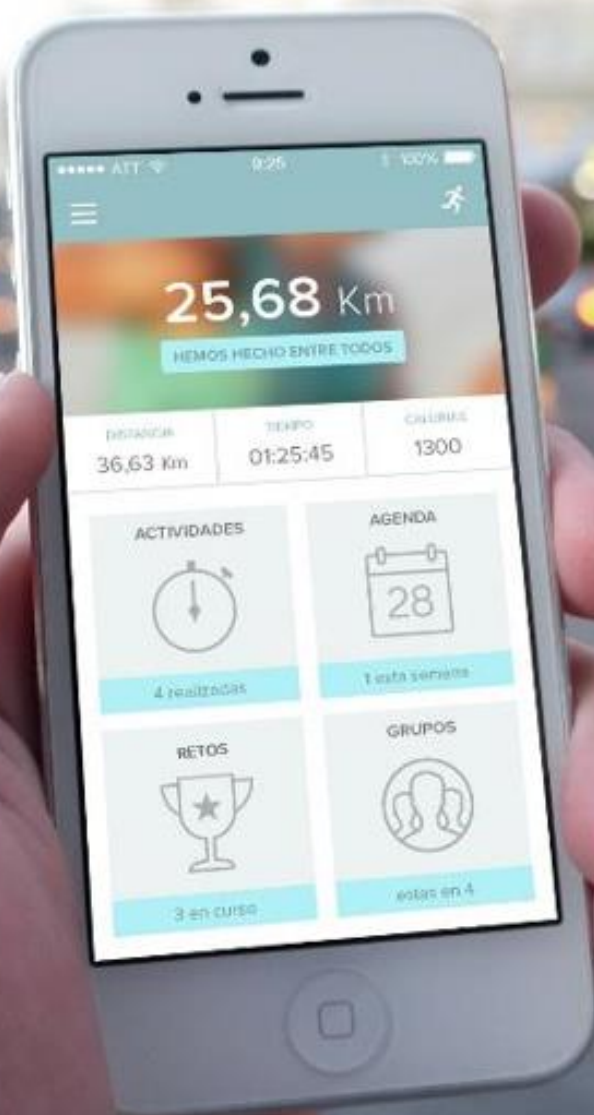 ATT 9:25 100%
25,68 Km
HEMOS HECHO ENTRE TODOS
DISTANCIA TIEMPO CALORIAS
36,63 Km 01:25:45 1300
ACTIVIDADES AGENDA
28
4 realizadas 1 esta semana
RETOS GRUPOS
3 en curso estas en 4